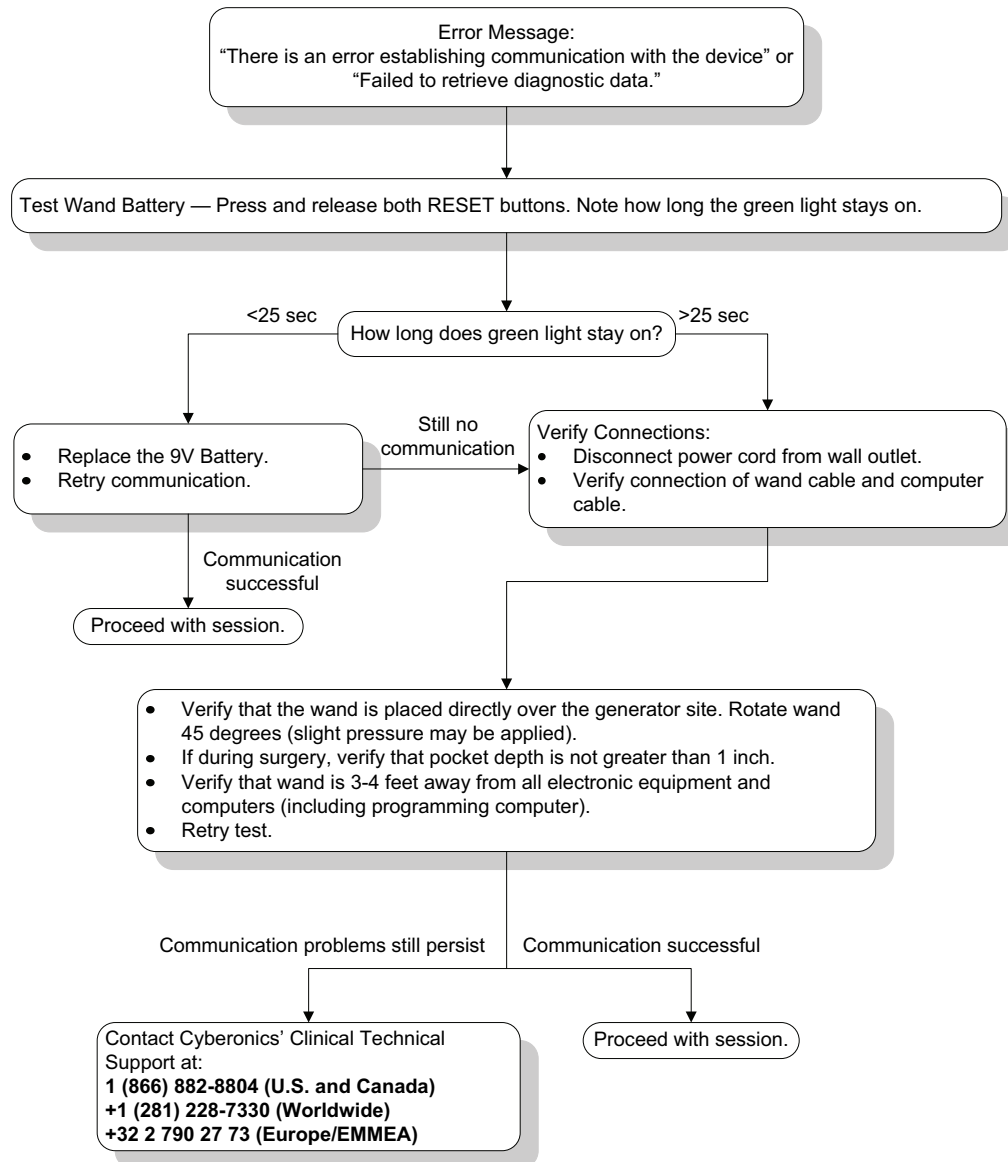 Error Message:
“There is an error establishing communication with the device” or
“Failed to retrieve diagnostic data.”
Test Wand Battery — Press and release both RESET buttons. Note how long the green light stays on.
<25 sec
How long does green light stay on?
>25 sec
• Replace the 9V Battery.
• Retry communication.
Still no
communication
Verify Connections:
• Disconnect power cord from wall outlet.
• Verify connection of wand cable and computer
cable.
Communication
successful
Proceed with session.
• Verify that the wand is placed directly over the generator site. Rotate wand
45 degrees (slight pressure may be applied).
• If during surgery, verify that pocket depth is not greater than 1 inch.
• Verify that wand is 3-4 feet away from all electronic equipment and
computers (including programming computer).
• Retry test.
Communication problems still persist
Communication successful
Contact Cyberonics’ Clinical Technical
Support at:
1 (866) 882-8804 (U.S. and Canada)
+1 (281) 228-7330 (Worldwide)
+32 2 790 27 73 (Europe/EMMEA)
Proceed with session.